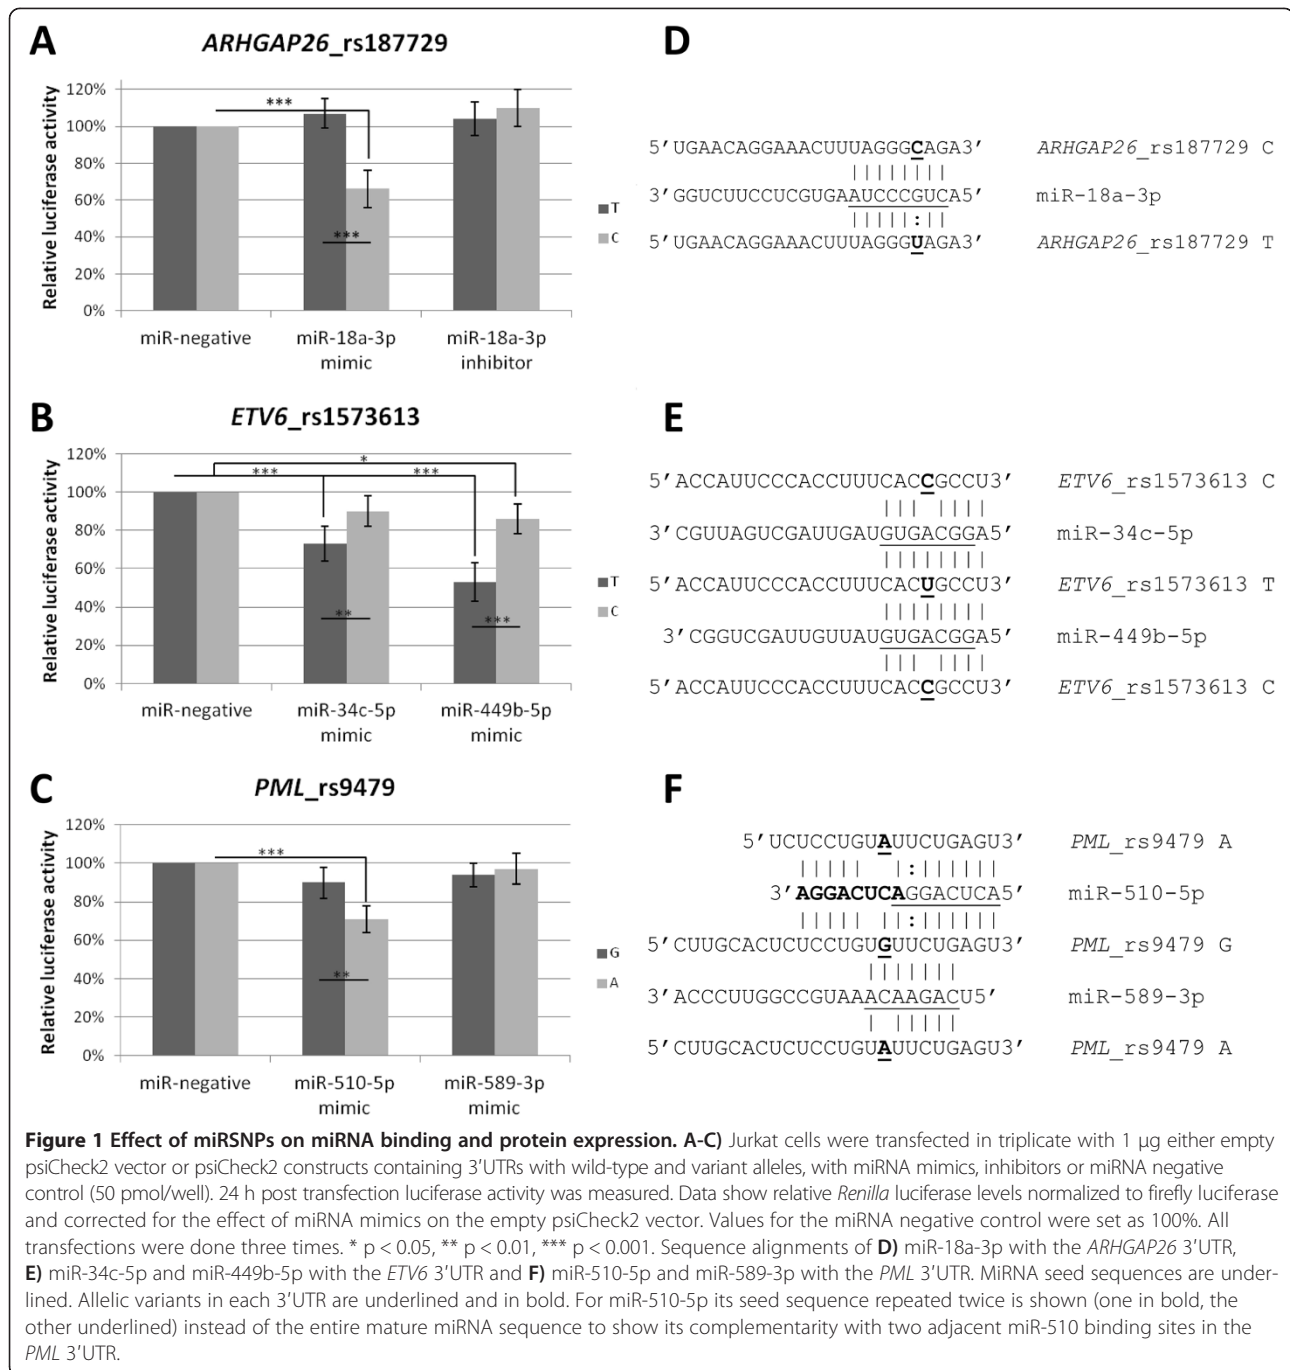 A
ARHGAP26_rs187729
Relative luciferase activity
120%
100%
80%
60%
40%
20%
0%
***
***
miR-negative
miR-18a-3p
mimic
miR-18a-3p
inhibitor
T
C
D
5′UGAACAGGAAACUUUAGGGCAGA3′ ARHGAP26_rs187729 C
||||||||
3′GGUCUUCCUCGUGAAUCCCGUCA5′ miR-18a-3p
|||||:||
5′UGAACAGGAAACUUUAGGGUAGA3′ ARHGAP26_rs187729 T
B
ETV6_rs1573613
Relative luciferase activity
120%
100%
80%
60%
40%
20%
0%
*
***
***
**
***
miR-negative
miR-34c-5p
mimic
miR-449b-5p
mimic
T
C
E
5′ACCAUUCCCACCUUUCACCGCCU3′ ETV6_rs1573613 C
||| ||||
3′CGUUAGUCGAUUGAUGUGACGGA5′ miR-34c-5p
||||||||
5′ACCAUUCCCACCUUUCACUGCCU3′ ETV6_rs1573613 T
||||||||
3′CGGUCGAUUGUUAUGUGACGGA5′ miR-449b-5p
||| ||||
5′ACCAUUCCCACCUUUCACCGCCU3′ ETV6_rs1573613 C
C
PML_rs9479
Relative luciferase activity
120%
100%
80%
60%
40%
20%
0%
***
**
miR-negative
miR-510-5p
mimic
miR-589-3p
mimic
G
A
F
5′UCUCCUGUAUUCUGAGU3′ PML_rs9479 A
||||| |:||||||
3′AGGACUCAGGACUCA5′ miR-510-5p
||||| ||:||||||
5′CUUGCACUCUCCUGUGUUCUGAGU3′ PML_rs9479 G
|||||||
3′ACCCUUGGCCGUAAACAAGACU5′ miR-589-3p
| |||||
5′CUUGCACUCUCCUGUAUUCUGAGU3′ PML_rs9479 A
Figure 1 Effect of miRSNPs on miRNA binding and protein expression. A-C) Jurkat cells were transfected in triplicate with 1 μg either empty
psiCheck2 vector or psiCheck2 constructs containing 3′UTRs with wild-type and variant alleles, with miRNA mimics, inhibitors or miRNA negative
control (50 pmol/well). 24 h post transfection luciferase activity was measured. Data show relative Renilla luciferase levels normalized to firefly luciferase
and corrected for the effect of miRNA mimics on the empty psiCheck2 vector. Values for the miRNA negative control were set as 100%. All
transfections were done three times. * p < 0.05, ** p < 0.01, *** p < 0.001. Sequence alignments of D) miR-18a-3p with the ARHGAP26 3′UTR,
E) miR-34c-5p and miR-449b-5p with the ETV6 3′UTR and F) miR-510-5p and miR-589-3p with the PML 3′UTR. MiRNA seed sequences are under-
lined. Allelic variants in each 3′UTR are underlined and in bold. For miR-510-5p its seed sequence repeated twice is shown (one in bold, the
other underlined) instead of the entire mature miRNA sequence to show its complementarity with two adjacent miR-510 binding sites in the
PML 3′UTR.